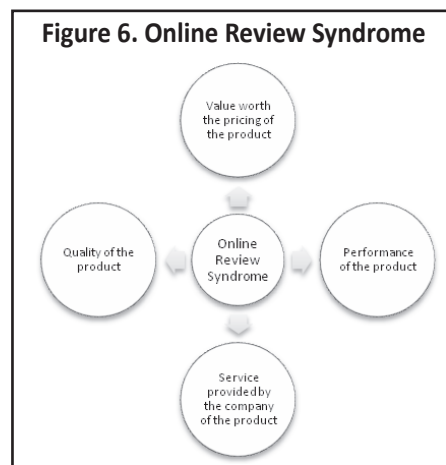 Figure 6. Online Review Syndrome
Value worth
the pricing of
the product
Quality of the
product
Online
Review
Syndrome
Performance
of the product
Service
provided by
the company
of the product